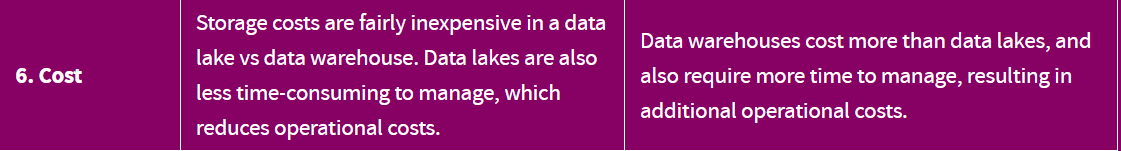 6. Cost
Storage costs are fairly inexpensive in a data
lake vs data warehouse. Data lakes are also
less time-consuming to manage, which
reduces operational costs.
Data warehouses cost more than data lakes, and
also require more time to manage, resulting in
additional operational costs.